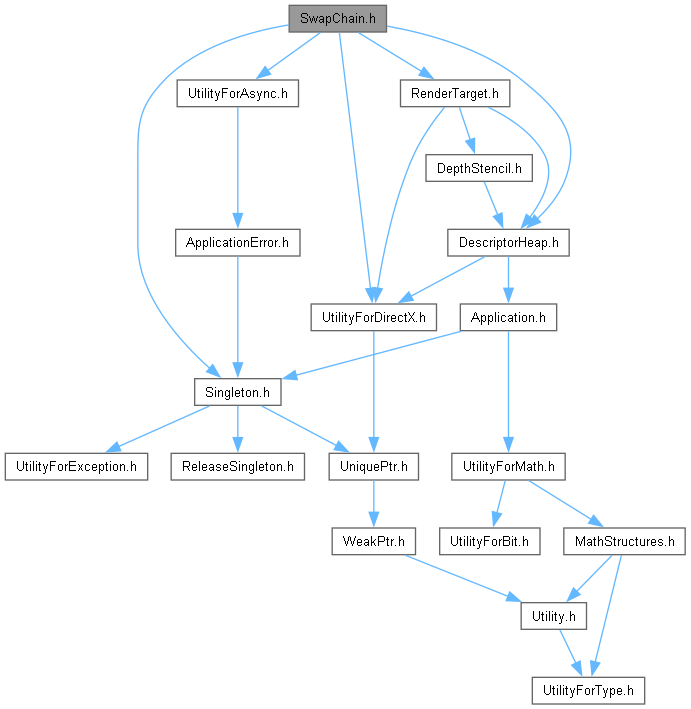 SwapChain.h
UtilityForAsync.h
RenderTarget.h
DepthStencil.h
ApplicationError.h
DescriptorHeap.h
UtilityForDirectX.h
Application.h
Singleton.h
UtilityForException.h
ReleaseSingleton.h
UniquePtr.h
UtilityForMath.h
WeakPtr.h
UtilityForBit.h
MathStructures.h
Utility.h
UtilityForType.h